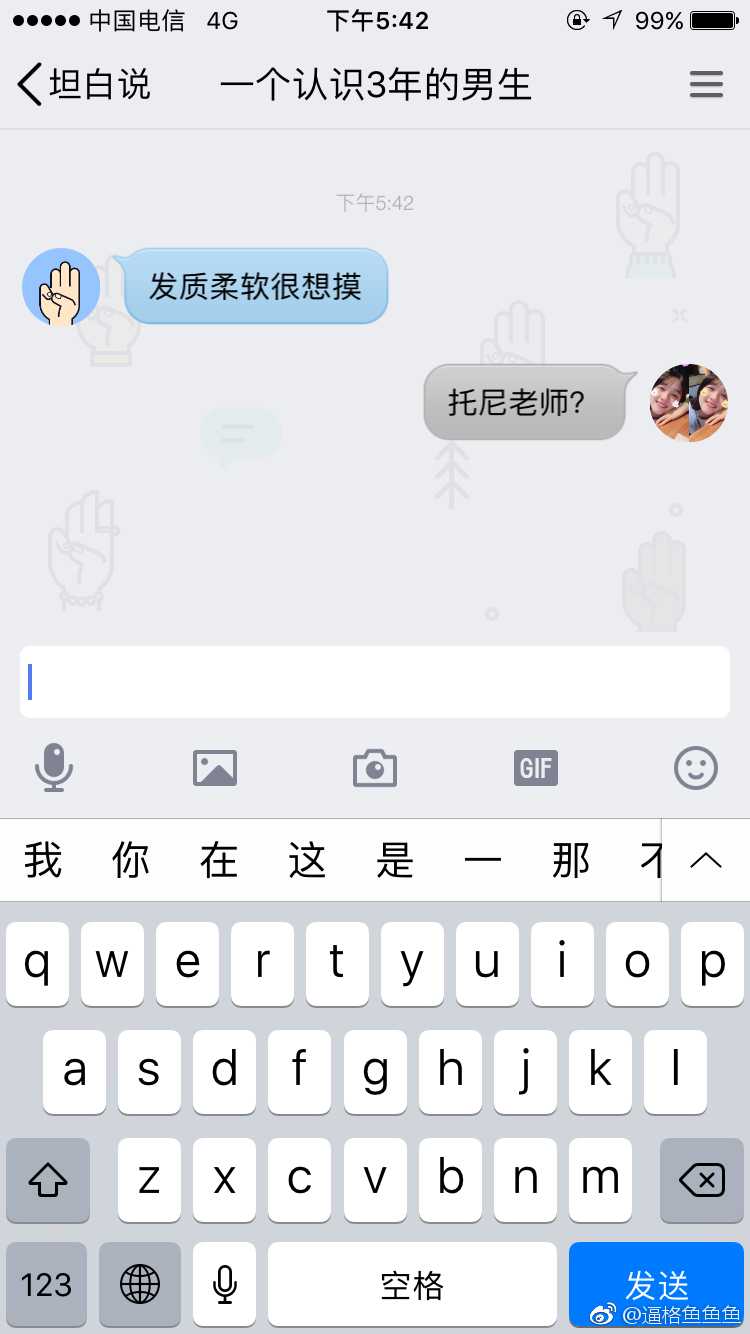 中国电信 4G 下午5:42 99%
坦白说 一个认识3年的男生
下午5:42
发质柔软很想摸
托尼老师?
GIF
我 你 在 这 是 一 那 不
q w e r t y u i o p
a s d f g h j k l
z x c v b n m
123 空格 发送
@逼格鱼鱼鱼